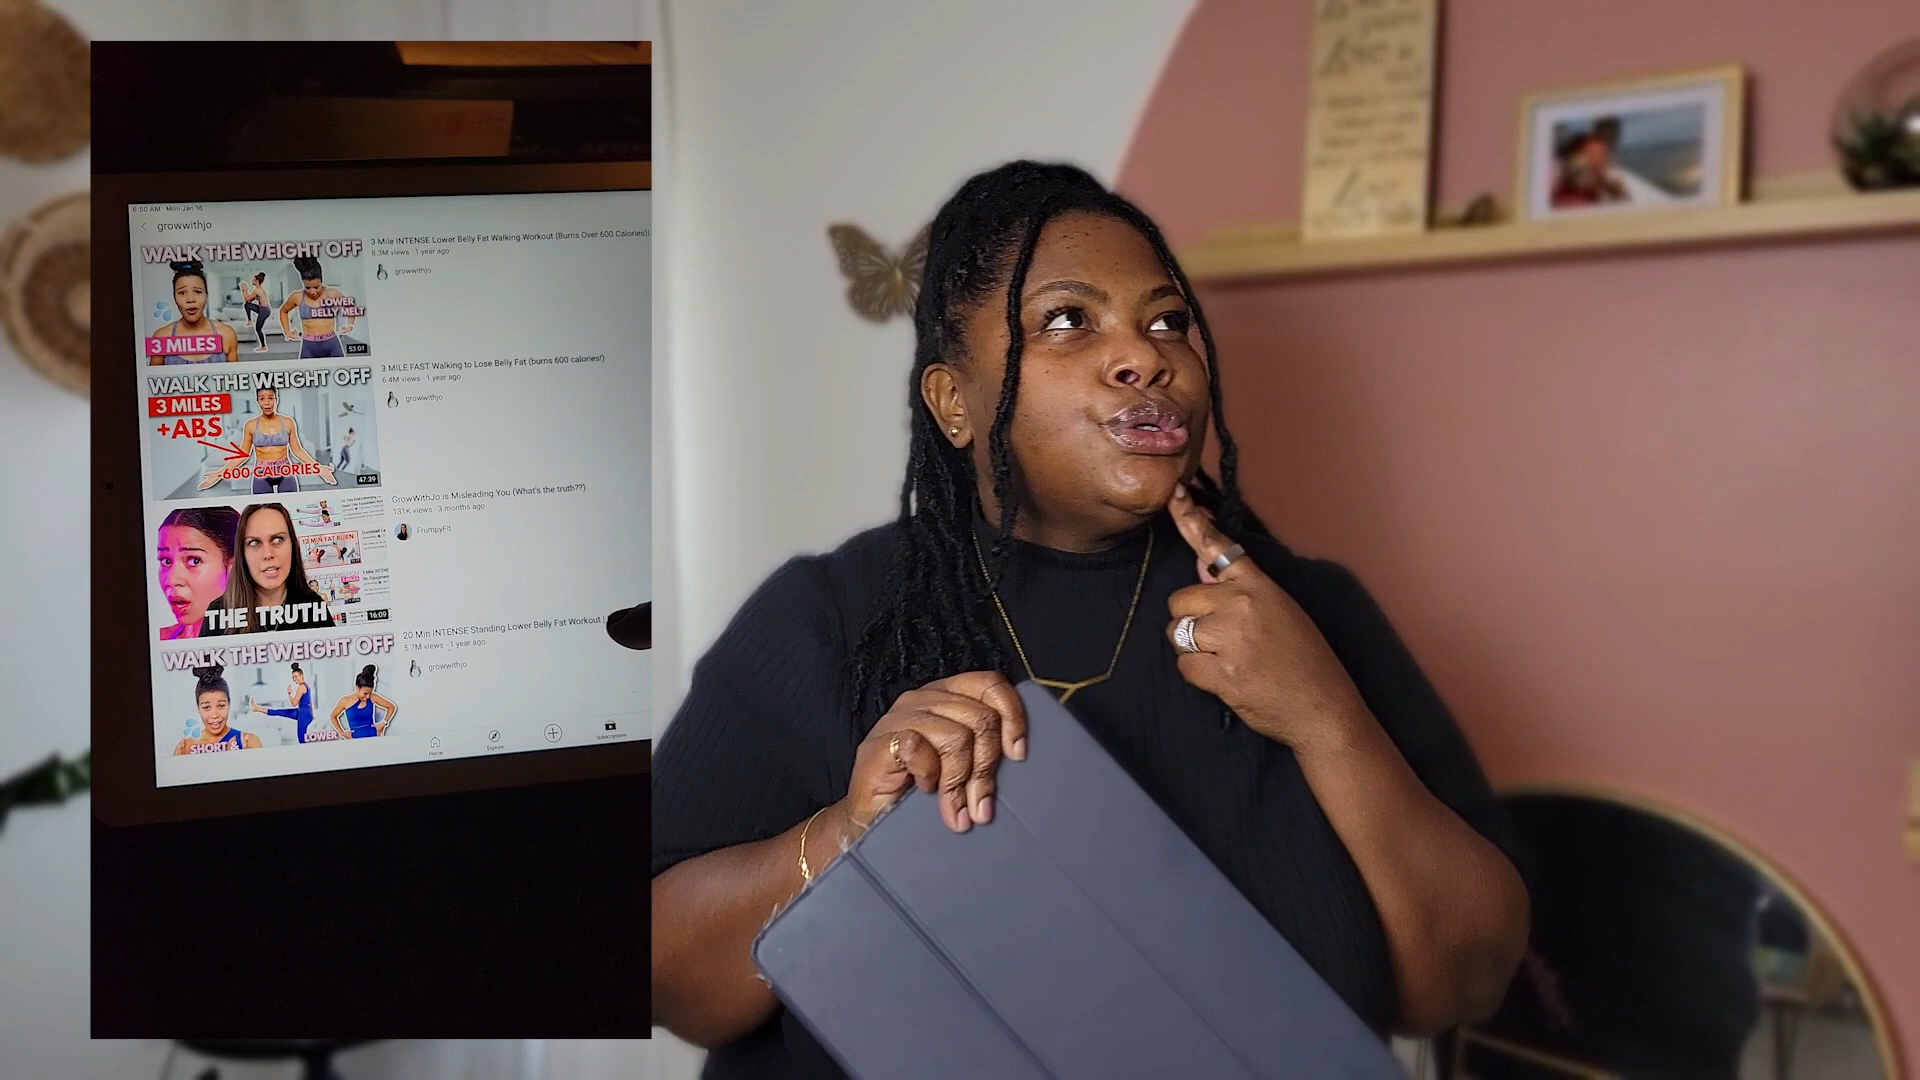 6:50 AM Mon Jan 16
growwithjo
WALK THE WEIGHT OFF
LOWER
BELLY MELT
3 MILES
53:01
3 Mile INTENSE Lower Belly Fat Walking Workout (Burns Over 600 Calories)
8.3M views · 1 year ago
growwithjo
WALK THE WEIGHT OFF
3 MILES
+ABS
-600 CALORIES
47:39
3 MILE FAST Walking to Lose Belly Fat (burns 600 calories!)
6.4M views · 1 year ago
growwithjo
12 MIN FAT BURN
THE TRUTH
16:09
GrowWithJo is Misleading You (What's the truth??)
131K views · 3 months ago
FrumpyFit
WALK THE WEIGHT OFF
SHORT &
LOWER
20 Min INTENSE Standing Lower Belly Fat Workout
5.7M views · 1 year ago
growwithjo
Home
Explore
Subscriptions